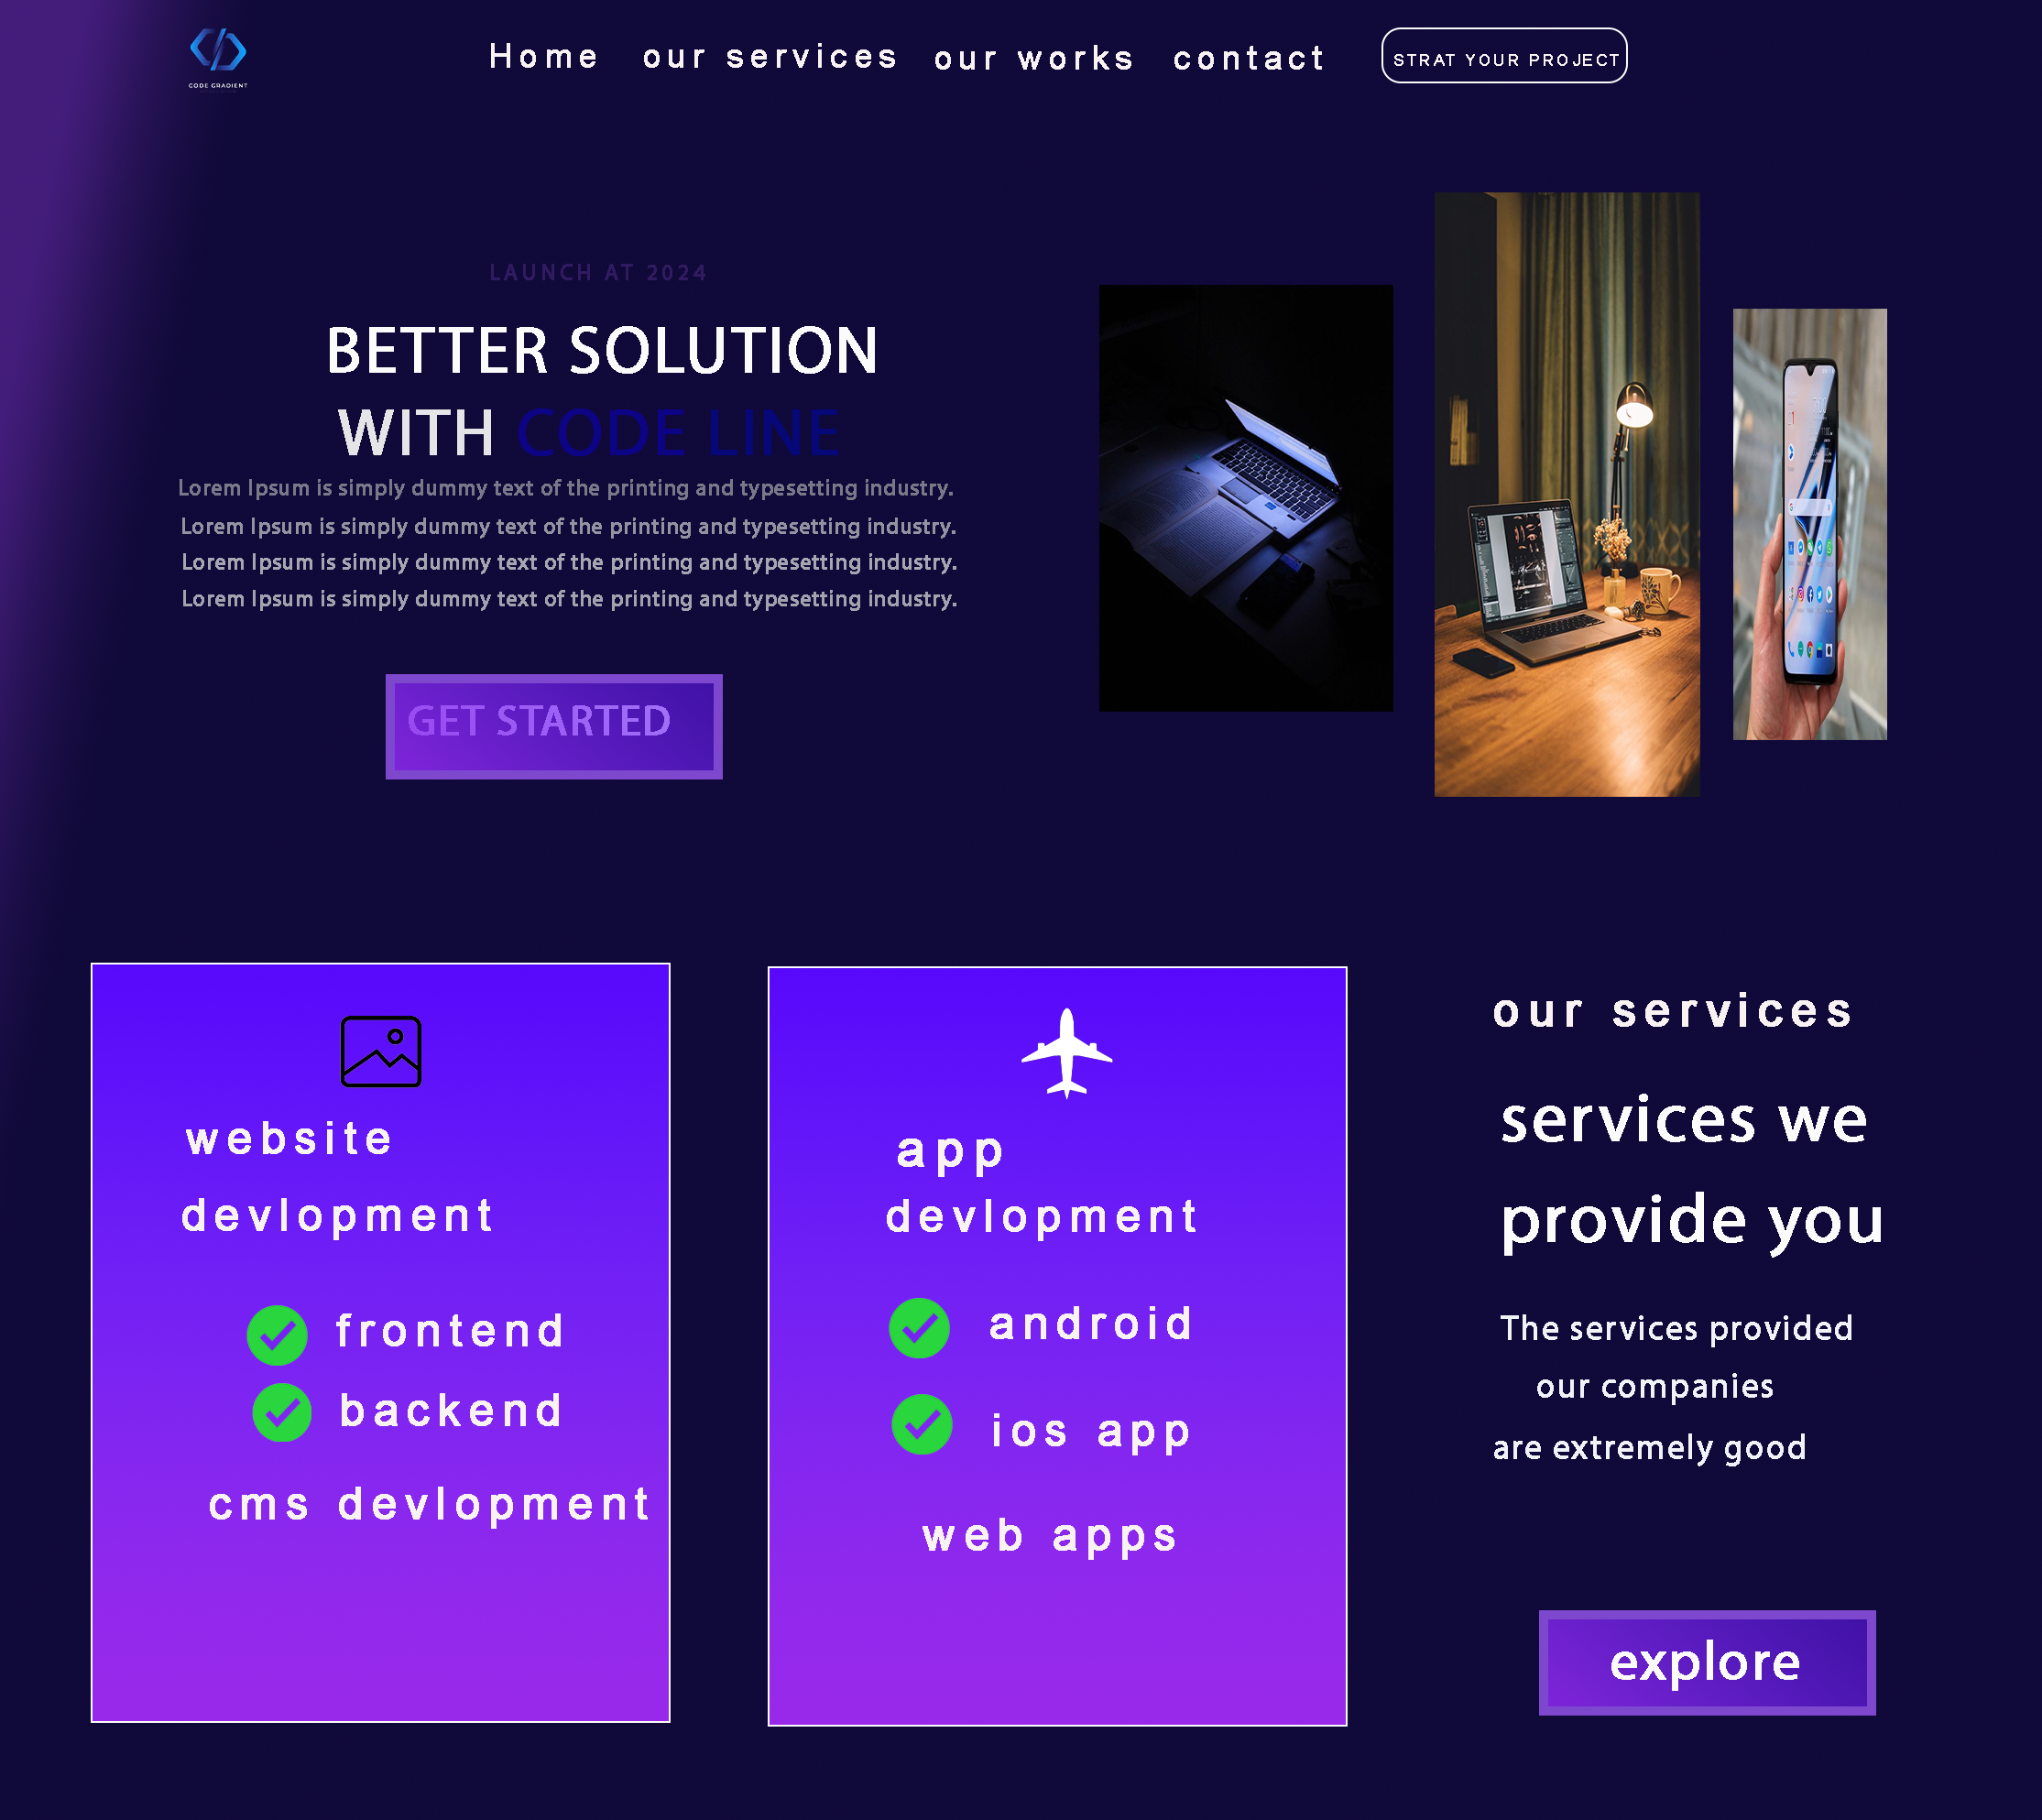 CODE GRADIENT
Home our services our works contact STRAT YOUR PROJECT
LAUNCH AT 2024
BETTER SOLUTION
WITH CODE LINE
Lorem Ipsum is simply dummy text of the printing and typesetting industry.
Lorem Ipsum is simply dummy text of the printing and typesetting industry.
Lorem Ipsum is simply dummy text of the printing and typesetting industry.
Lorem Ipsum is simply dummy text of the printing and typesetting industry.
GET STARTED
website
devlopment
frontend
backend
cms devlopment
app
devlopment
android
ios app
web apps
our services
services we
provide you
The services provided
our companies
are extremely good
explore